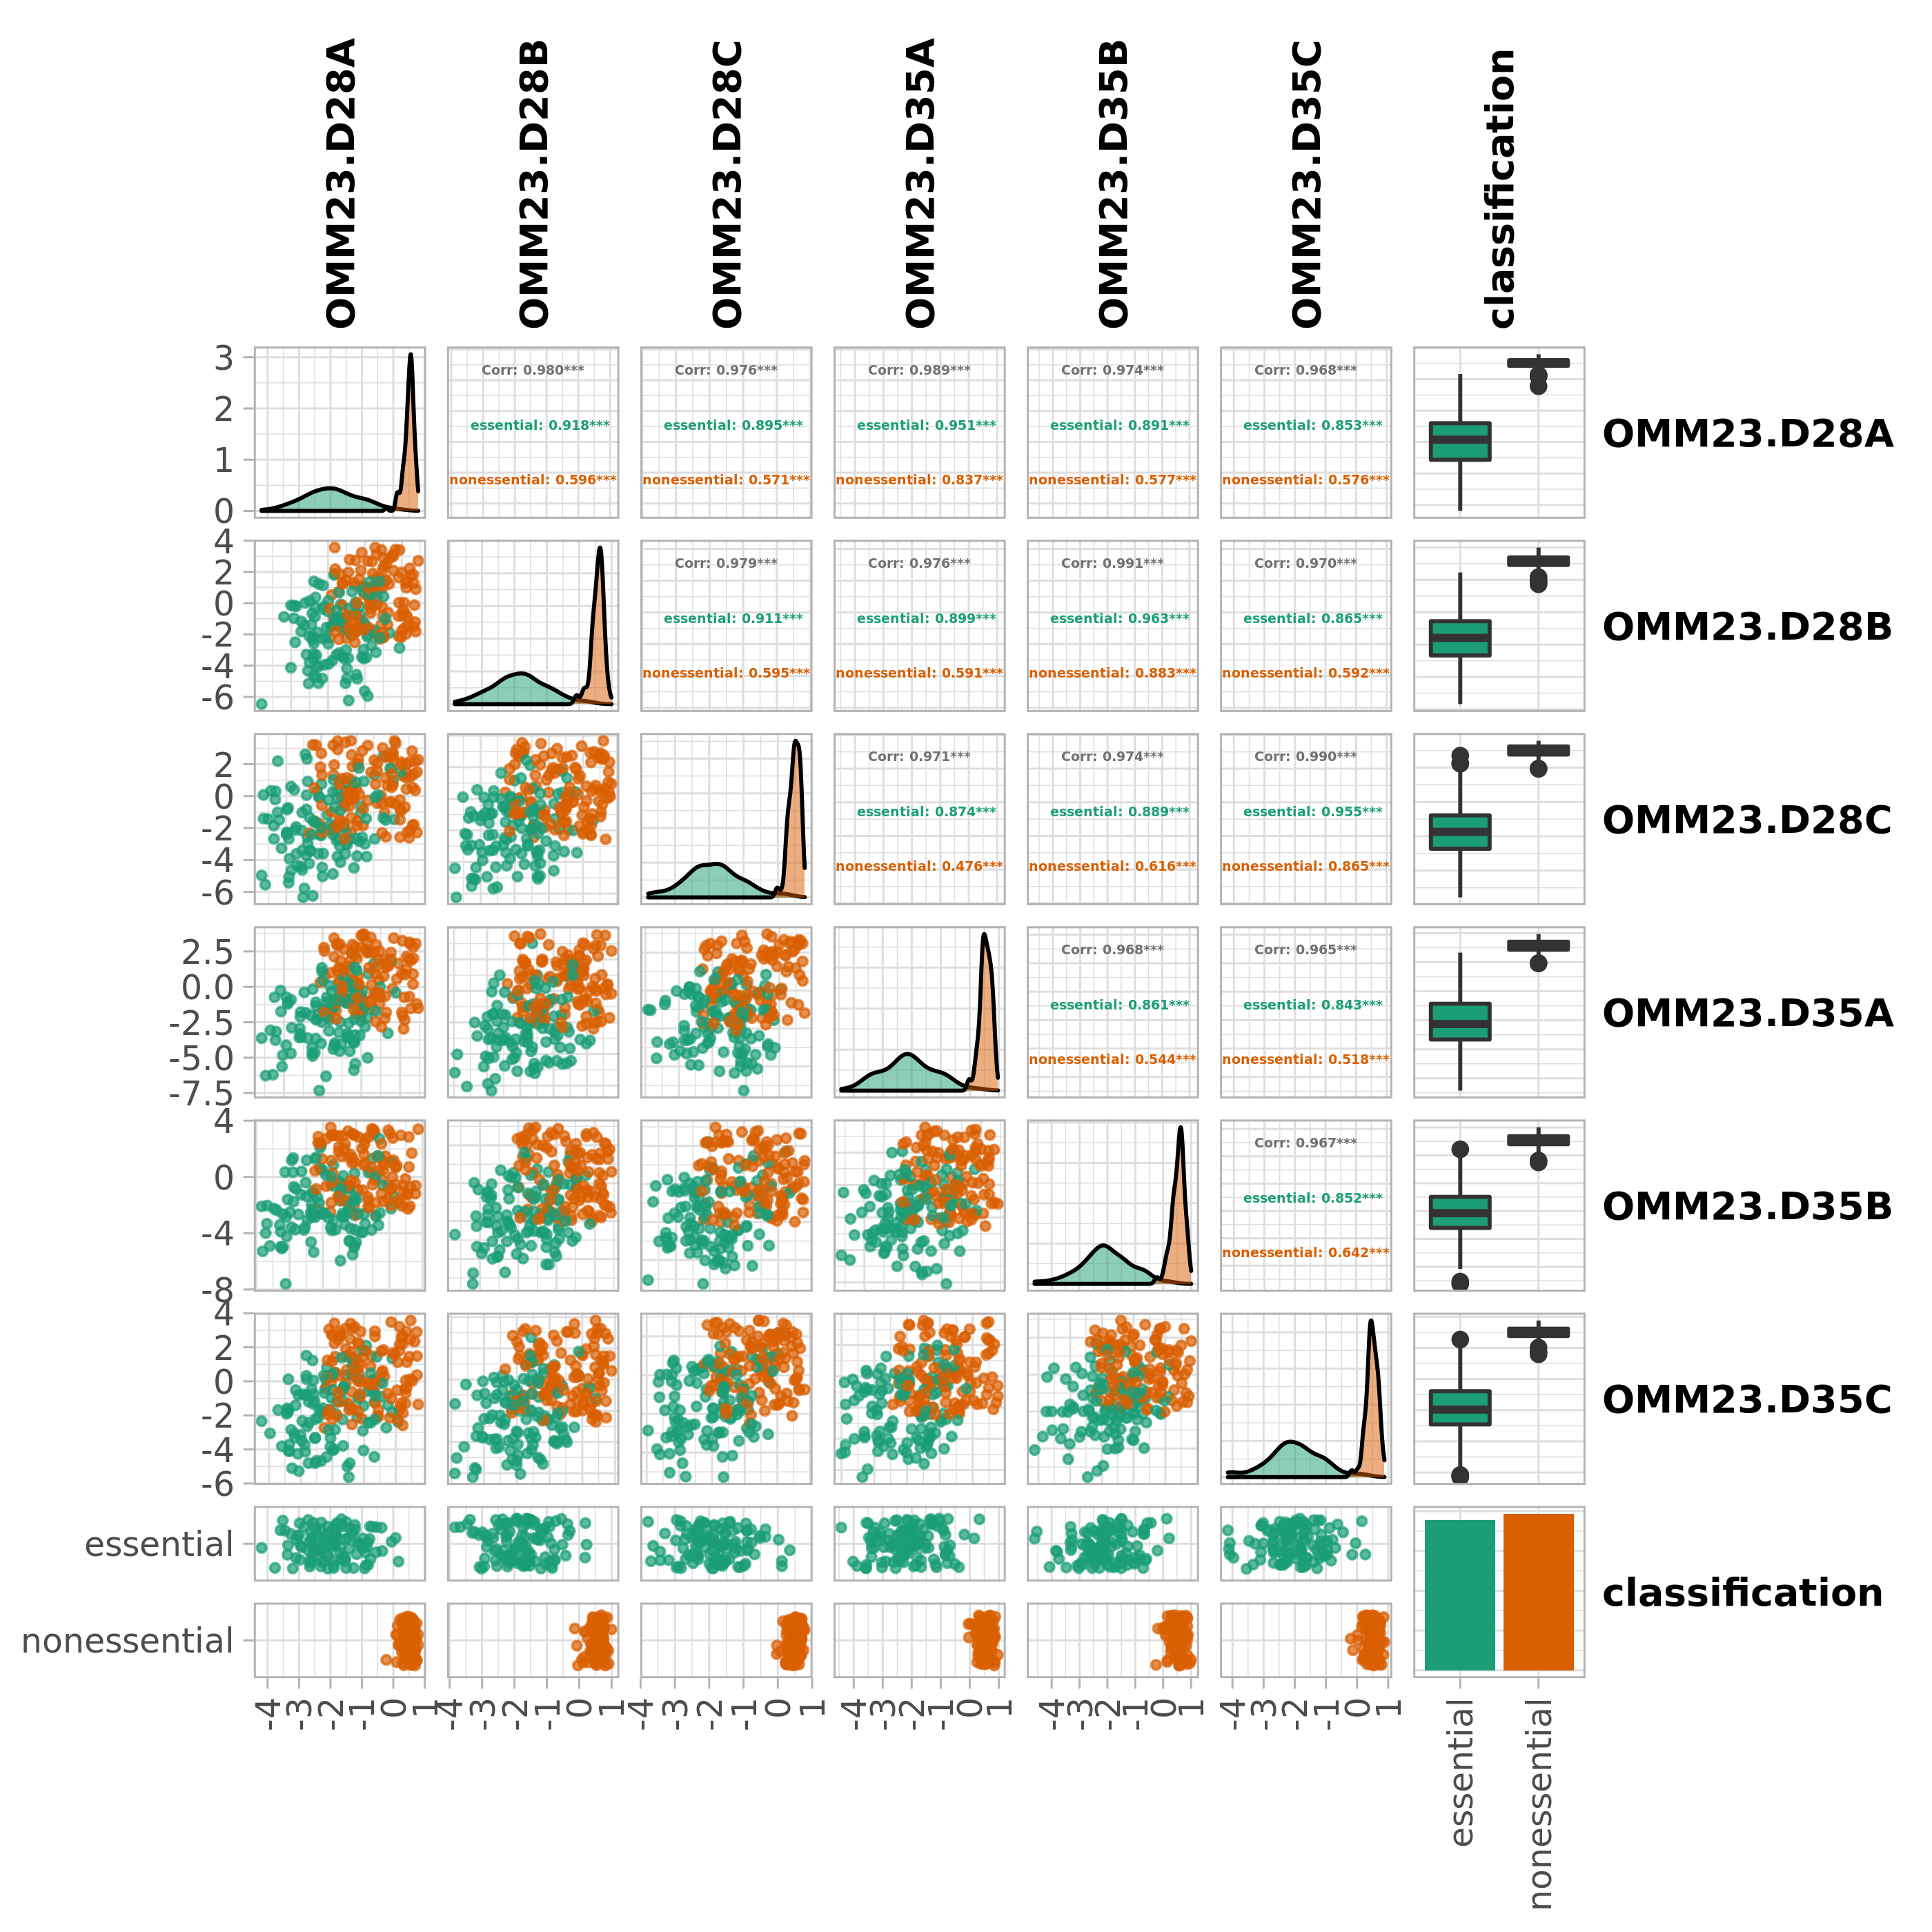 OMM23.D28A
OMM23.D28B
OMM23.D28C
OMM23.D35A
OMM23.D35B
OMM23.D35C
classification
3
2
1
0
Corr: 0.980***
essential: 0.918***
nonessential: 0.596***
Corr: 0.976***
essential: 0.895***
nonessential: 0.571***
Corr: 0.989***
essential: 0.951***
nonessential: 0.837***
Corr: 0.974***
essential: 0.891***
nonessential: 0.577***
Corr: 0.968***
essential: 0.853***
nonessential: 0.576***
OMM23.D28A
4
2
0
-2
-4
-6
Corr: 0.979***
essential: 0.911***
nonessential: 0.595***
Corr: 0.976***
essential: 0.899***
nonessential: 0.591***
Corr: 0.991***
essential: 0.963***
nonessential: 0.883***
Corr: 0.970***
essential: 0.865***
nonessential: 0.592***
OMM23.D28B
2
0
-2
-4
-6
Corr: 0.971***
essential: 0.874***
nonessential: 0.476***
Corr: 0.974***
essential: 0.889***
nonessential: 0.616***
Corr: 0.990***
essential: 0.955***
nonessential: 0.865***
OMM23.D28C
2.5
0.0
-2.5
-5.0
-7.5
Corr: 0.968***
essential: 0.861***
nonessential: 0.544***
Corr: 0.965***
essential: 0.843***
nonessential: 0.518***
OMM23.D35A
4
0
-4
-8
Corr: 0.967***
essential: 0.852***
nonessential: 0.642***
OMM23.D35B
4
2
0
-2
-4
-6
OMM23.D35C
essential
nonessential
classification
-4 -3 -2 -1 0 1
-4 -3 -2 -1 0 1
-4 -3 -2 -1 0 1
-4 -3 -2 -1 0 1
-4 -3 -2 -1 0 1
-4 -3 -2 -1 0 1
essential
nonessential